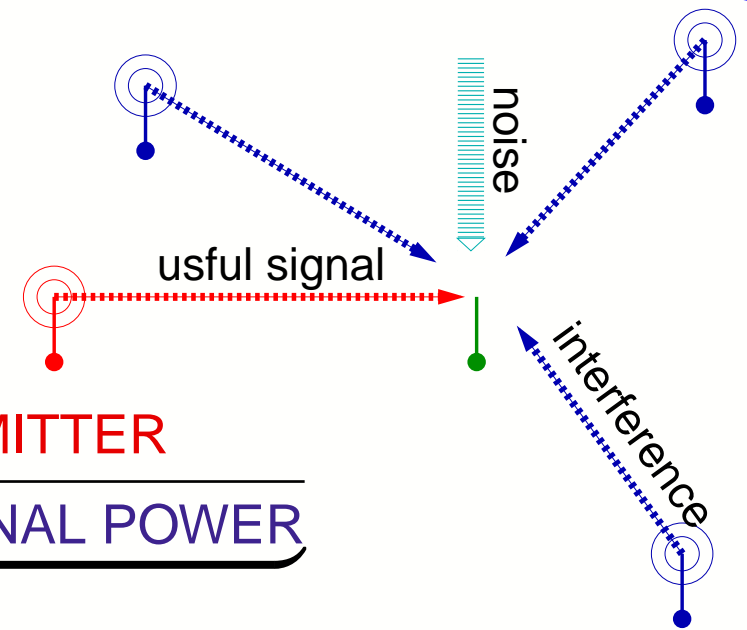 noise
usful signal
interference
MITTER
NAL POWER